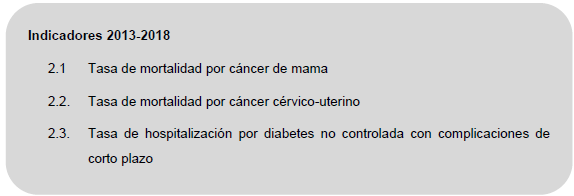 Indicadores 2013-2018
2.1 Tasa de mortalidad por cáncer de mama
2.2. Tasa de mortalidad por cáncer cérvico-uterino
2.3. Tasa de hospitalización por diabetes no controlada con complicaciones de
corto plazo